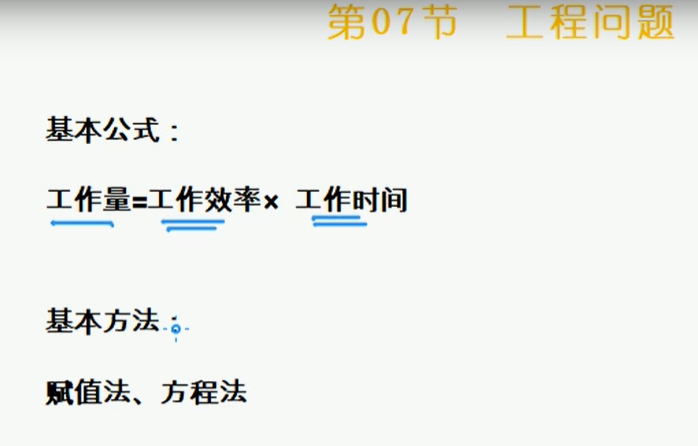 第07节 工程问题
基本公式：
工作量=工作效率× 工作时间
基本方法：
赋值法、方程法